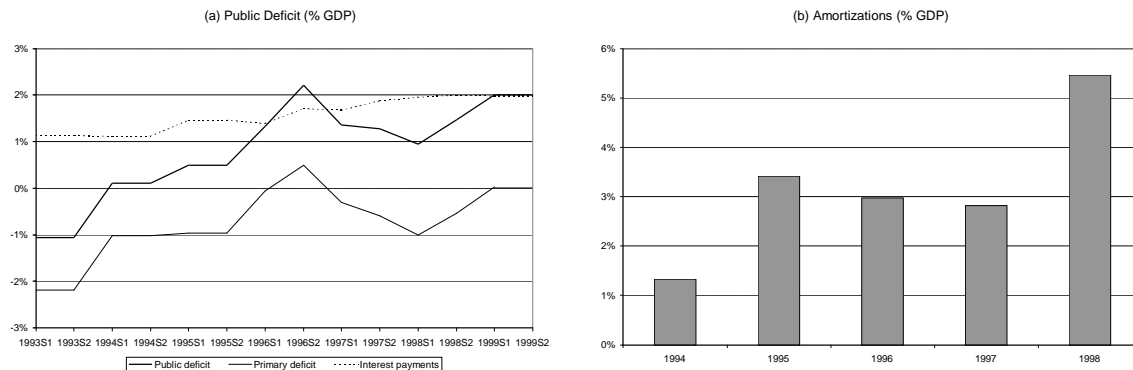 (a) Public Deficit (% GDP)
3%
2%
1%
0%
-1%
-2%
-3%
1993S1 1993S2 1994S1 1994S2 1995S1 1995S2 1996S1 1996S2 1997S1 1997S2 1998S1 1998S2 1999S1 1999S2
Public deficit Primary deficit Interest payments
(b) Amortizations (% GDP)
6%
5%
4%
3%
2%
1%
0%
1994 1995 1996 1997 1998